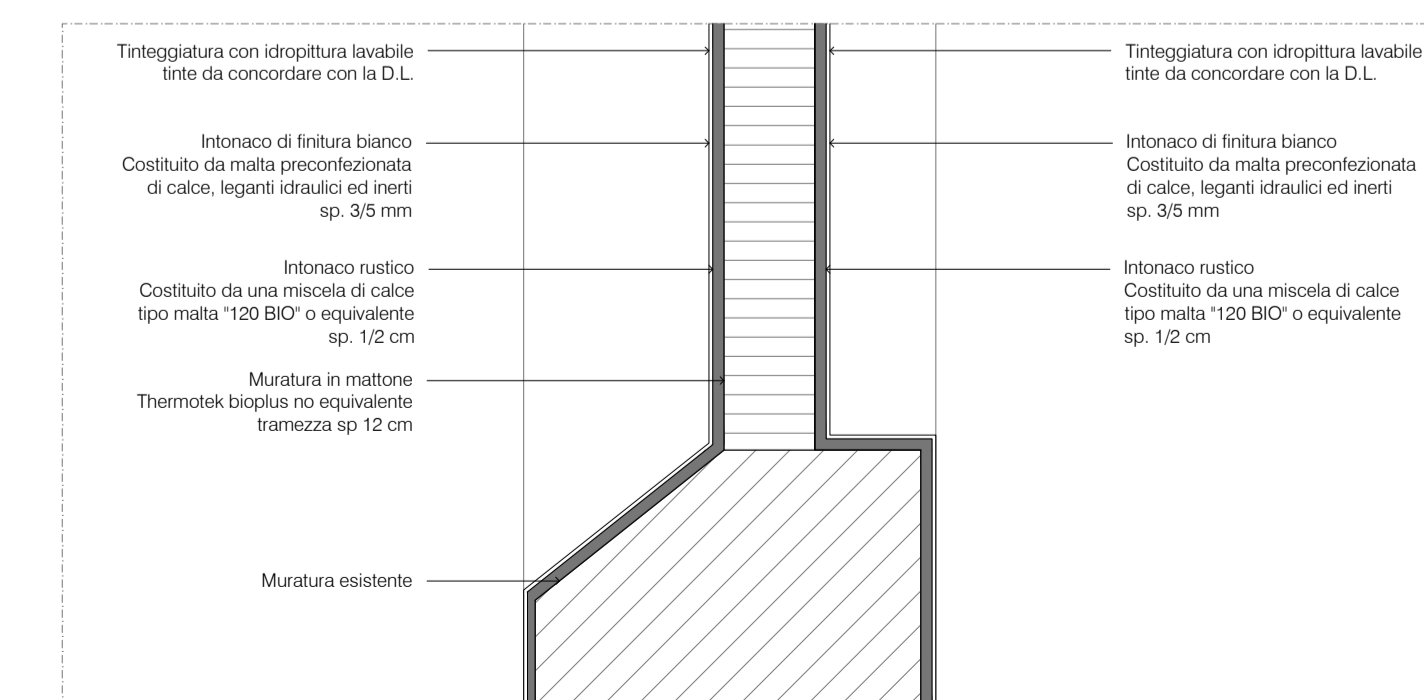 Tinteggiatura con idropittura lavabile
tinte da concordare con la D.L.
Intonaco di finitura bianco
Costituito da malta preconfezionata
di calce, leganti idraulici ed inerti
sp. 3/5 mm
Intonaco rustico
Costituito da una miscela di calce
tipo malta "120 BIO" o equivalente
sp. 1/2 cm
Muratura in mattone
Thermotek bioplus no equivalente
tramezza sp 12 cm
Muratura esistente
Tinteggiatura con idropittura lavabile
tinte da concordare con la D.L.
Intonaco di finitura bianco
Costituito da malta preconfezionata
di calce, leganti idraulici ed inerti
sp. 3/5 mm
Intonaco rustico
Costituito da una miscela di calce
tipo malta "120 BIO" o equivalente
sp. 1/2 cm